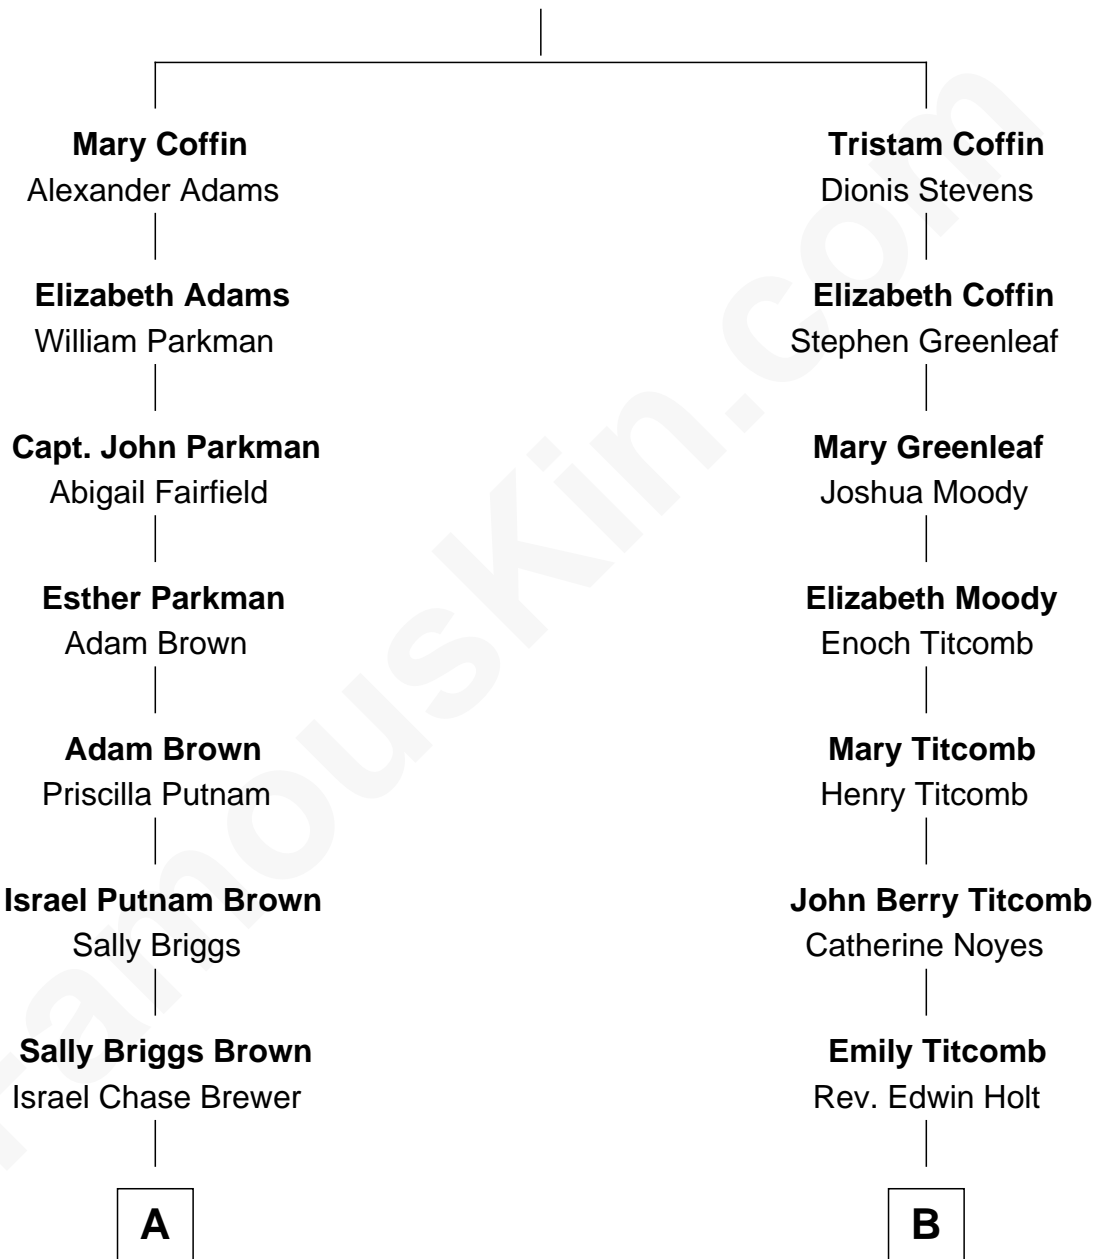 Mary Coffin
Alexander Adams
Elizabeth Adams
William Parkman
Capt. John Parkman
Abigail Fairfield
Esther Parkman
Adam Brown
Adam Brown
Priscilla Putnam
Israel Putnam Brown
Sally Briggs
Sally Briggs Brown
Israel Chase Brewer
A
Tristam Coffin
Dionis Stevens
Elizabeth Coffin
Stephen Greenleaf
Mary Greenleaf
Joshua Moody
Elizabeth Moody
Enoch Titcomb
Mary Titcomb
Henry Titcomb
John Berry Titcomb
Catherine Noyes
Emily Titcomb
Rev. Edwin Holt
B
FamousKin.com